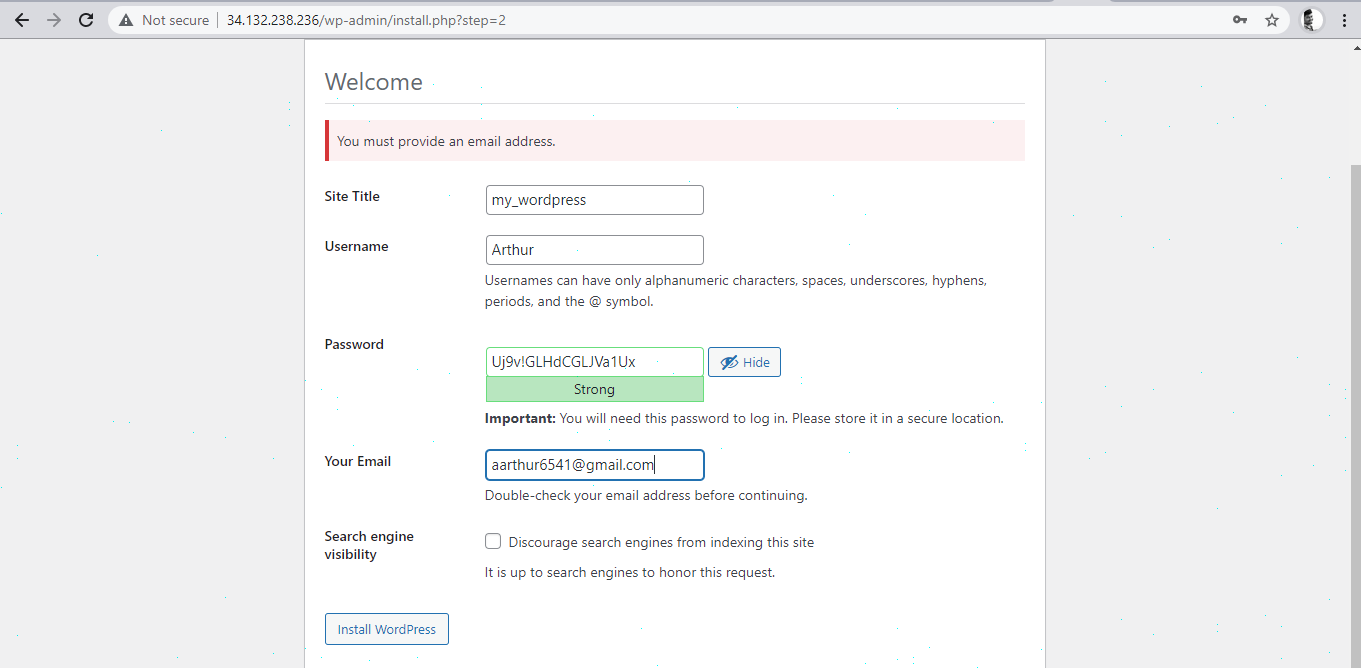 Not secure 34.132.238.236/wp-admin/install.php?step=2
Welcome
You must provide an email address.
Site Title
my_wordpress
Username
Arthur
Usernames can have only alphanumeric characters, spaces, underscores, hyphens,
periods, and the @ symbol.
Password
Uj9v!GLHdCGLJVa1Ux
Hide
Strong
Important: You will need this password to log in. Please store it in a secure location.
Your Email
aarthur6541@gmail.com
Double-check your email address before continuing.
Search engine
visibility
Discourage search engines from indexing this site
It is up to search engines to honor this request.
Install WordPress